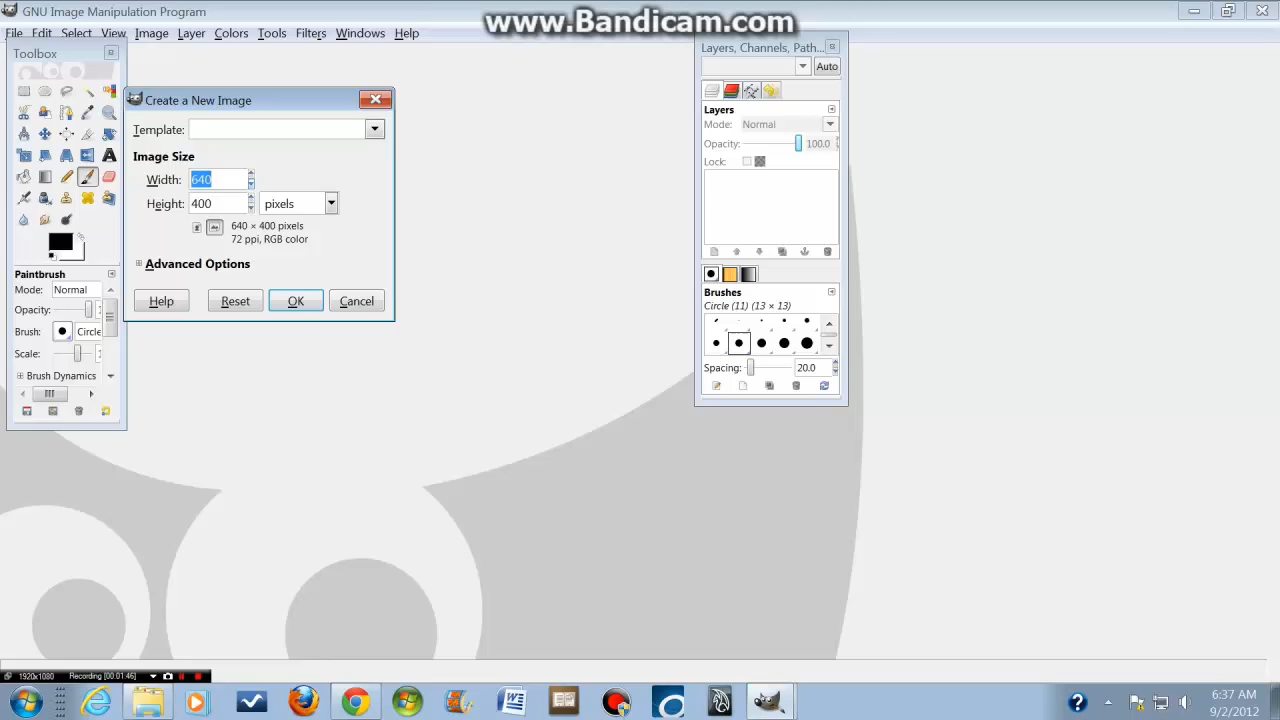 GNU Image Manipulation Program
www.Bandicam.com
File Edit Select View Image Layer Colors Tools Filters Windows Help
Toolbox
Paintbrush
Mode: Normal
Opacity:
Brush: Circle
Scale:
Brush Dynamics
Create a New Image
Template:
Image Size
Width: 640
Height: 400 pixels
640 × 400 pixels
72 ppi, RGB color
Advanced Options
Help Reset OK Cancel
Layers, Channels, Path...
Auto
Layers
Mode: Normal
Opacity: 100.0
Lock:
Brushes
Circle (11) (13 × 13)
Spacing: 20.0
1920x1080 Recording [00:01:46]
6:37 AM
9/2/2012